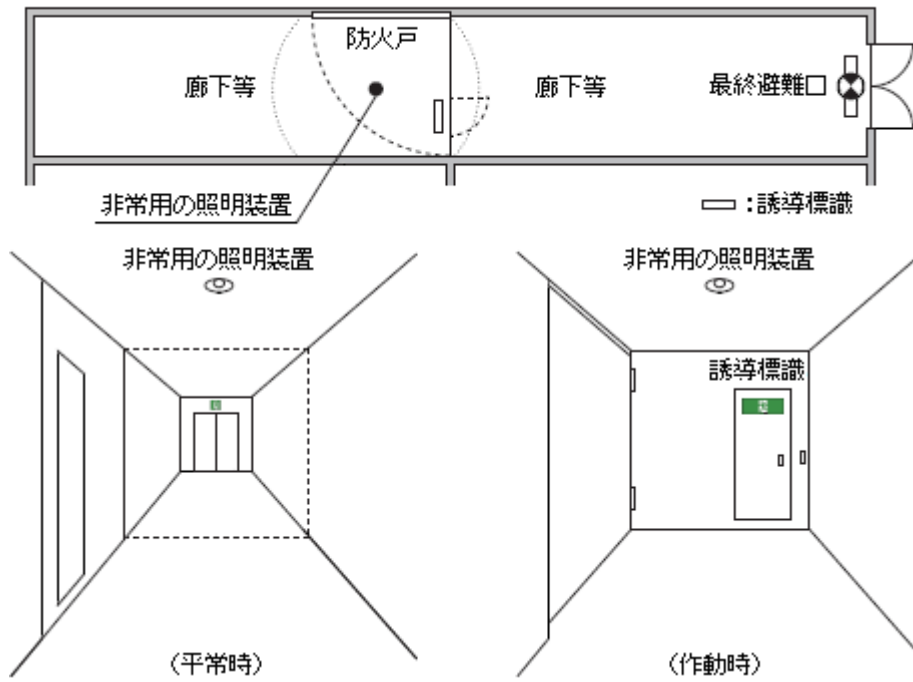 防火戸
廊下等
廊下等
最終避難□
非常用の照明装置
：誘導標識
非常用の照明装置
非常用の照明装置
誘導標識
（平常時）
（作動時）